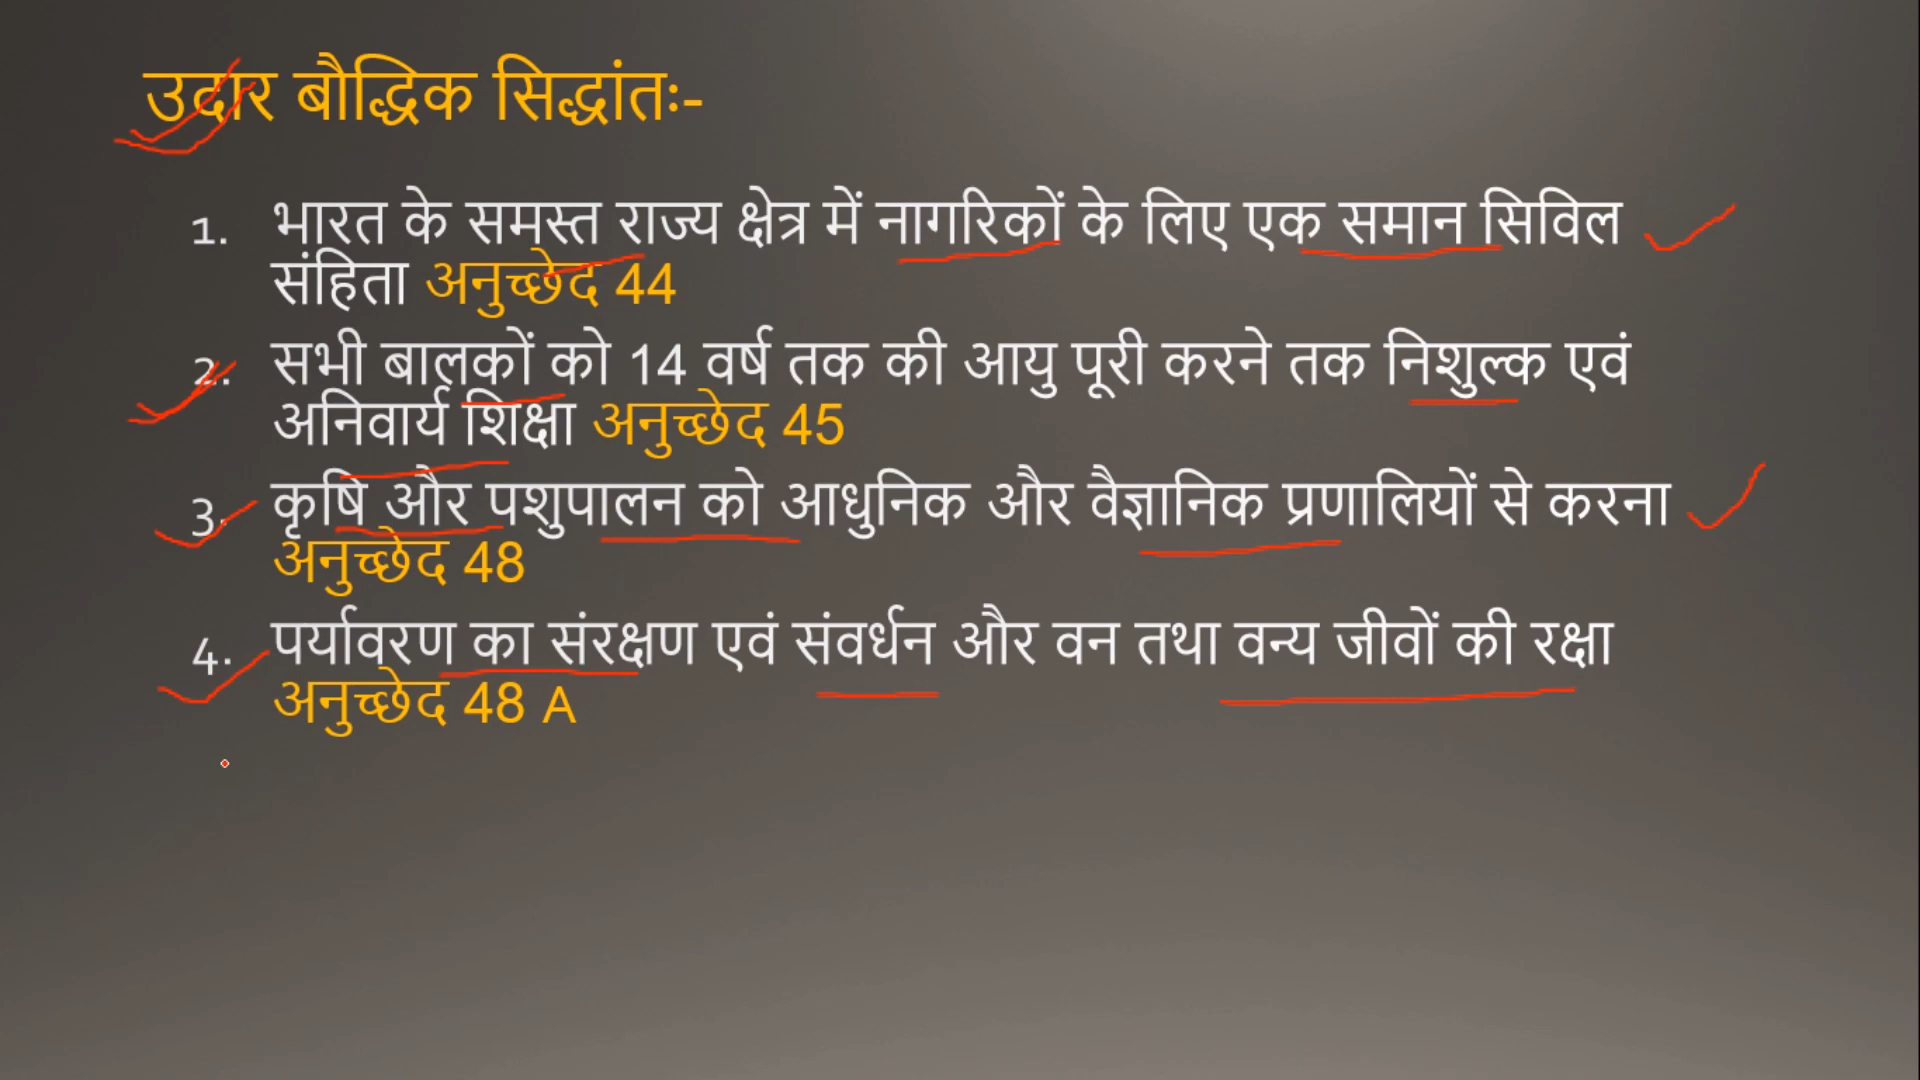 उदार बौद्धिक सिद्धांतः-
1. भारत के समस्त राज्य क्षेत्र में नागरिकों के लिए एक समान सिविल
संहिता अनुच्छेद 44
2. सभी बालकों को 14 वर्ष तक की आयु पूरी करने तक निशुल्क एवं
अनिवार्य शिक्षा अनुच्छेद 45
3. कृषि और पशुपालन को आधुनिक और वैज्ञानिक प्रणालियों से करना
अनुच्छेद 48
4. पर्यावरण का संरक्षण एवं संवर्धन और वन तथा वन्य जीवों की रक्षा
अनुच्छेद 48 A